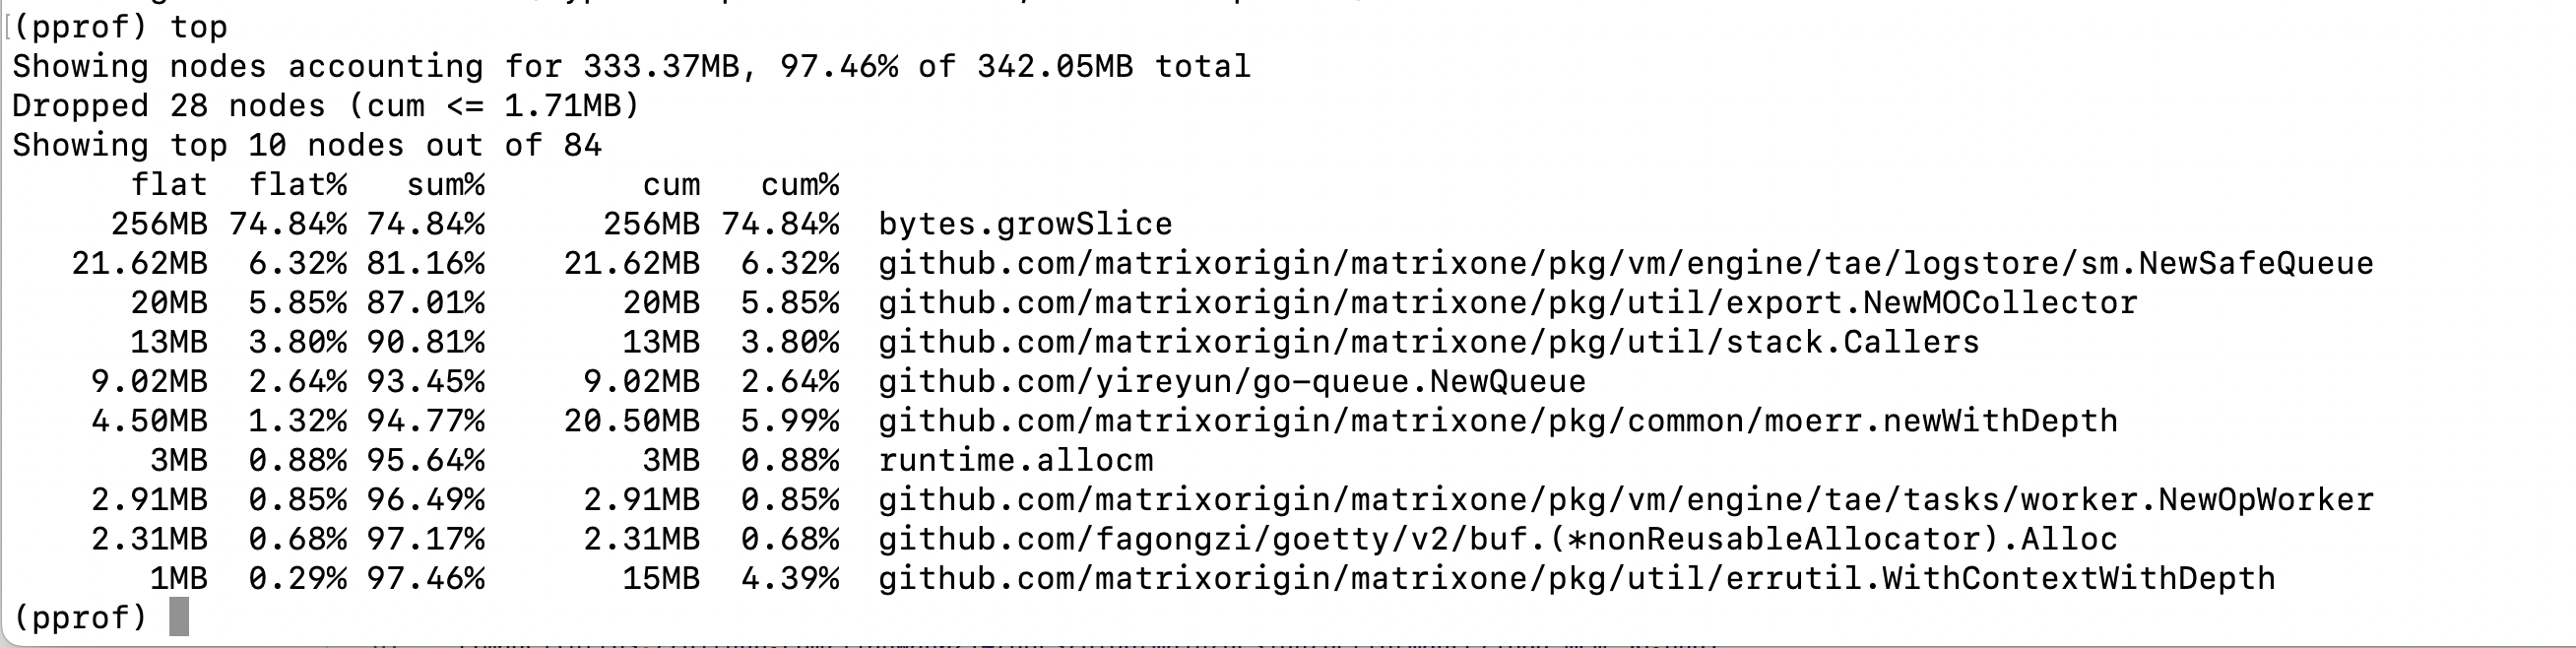 (pprof) top
Showing nodes accounting for 333.37MB, 97.46% of 342.05MB total
Dropped 28 nodes (cum <= 1.71MB)
Showing top 10 nodes out of 84
      flat  flat%   sum%        cum   cum%
     256MB 74.84% 74.84%      256MB 74.84%  bytes.growSlice
   21.62MB  6.32% 81.16%    21.62MB  6.32%  github.com/matrixorigin/matrixone/pkg/vm/engine/tae/logstore/sm.NewSafeQueue
      20MB  5.85% 87.01%       20MB  5.85%  github.com/matrixorigin/matrixone/pkg/util/export.NewMOCollector
      13MB  3.80% 90.81%       13MB  3.80%  github.com/matrixorigin/matrixone/pkg/util/stack.Callers
    9.02MB  2.64% 93.45%     9.02MB  2.64%  github.com/yireyun/go-queue.NewQueue
    4.50MB  1.32% 94.77%    20.50MB  5.99%  github.com/matrixorigin/matrixone/pkg/common/moerr.newWithDepth
       3MB  0.88% 95.64%        3MB  0.88%  runtime.allocm
    2.91MB  0.85% 96.49%     2.91MB  0.85%  github.com/matrixorigin/matrixone/pkg/vm/engine/tae/tasks/worker.NewOpWorker
    2.31MB  0.68% 97.17%     2.31MB  0.68%  github.com/fagongzi/goetty/v2/buf.(*nonReusableAllocator).Alloc
       1MB  0.29% 97.46%       15MB  4.39%  github.com/matrixorigin/matrixone/pkg/util/errutil.WithContextWithDepth
(pprof)